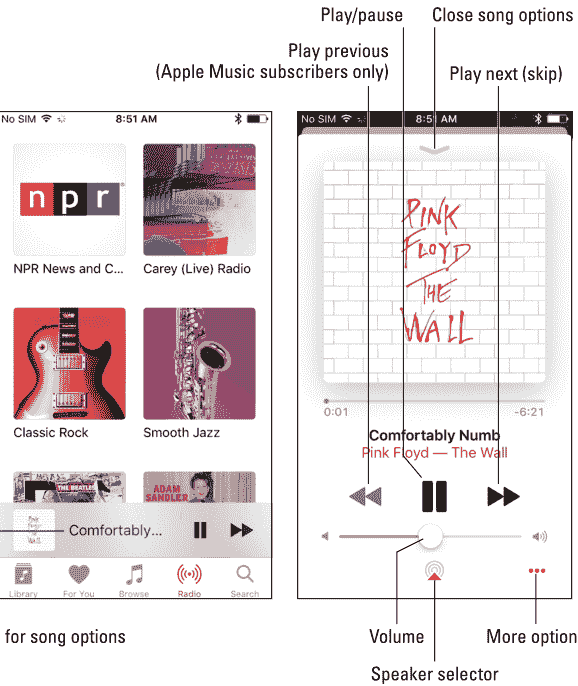 Play/pause
Close song options
Play previous
(Apple Music subscribers only)
Play next (skip)
No SIM
8:51 AM
npr
NPR News and C...
Carey (Live) Radio
Classic Rock
Smooth Jazz
THE BEATLES
ADAM
SANDLER
Comfortably...
Library
For You
Browse
Radio
Search
for song options
No SIM
8:51 AM
PINK
FLOYD
THE
WALL
0:01
-6:21
Comfortably Numb
Pink Floyd — The Wall
Volume
More option
Speaker selector